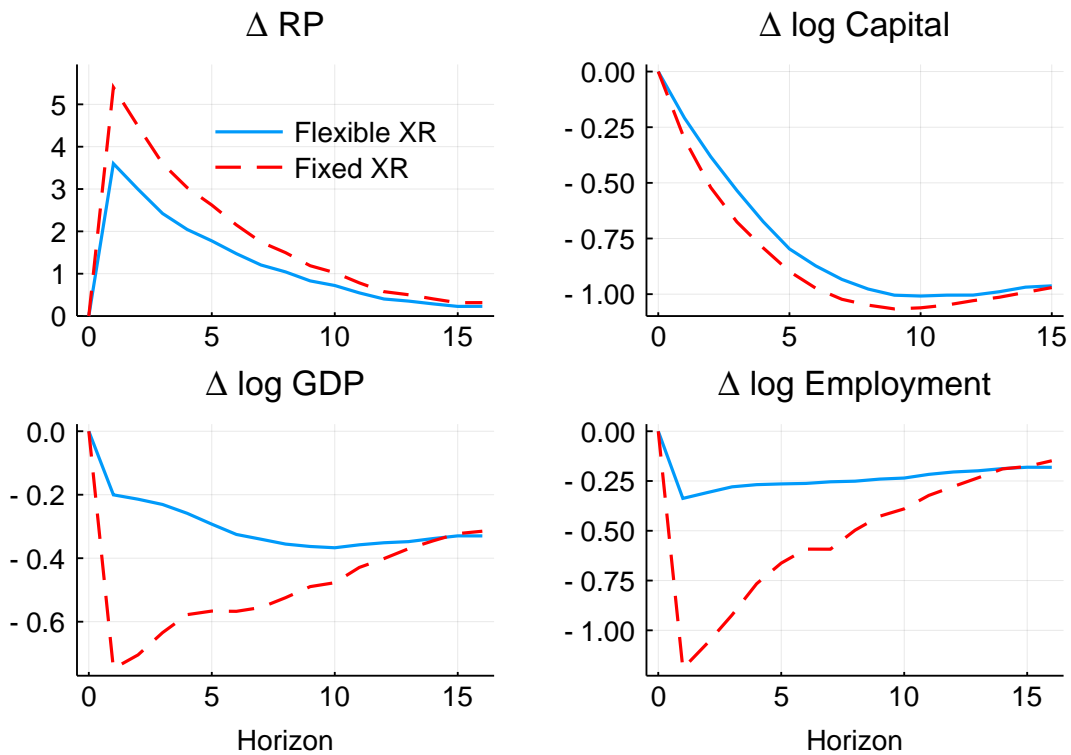 Δ RP
5
4
3
2
1
0
0 5 10 15
Flexible XR
Fixed XR
Δ log Capital
0.00
- 0.25
- 0.50
- 0.75
- 1.00
0 5 10 15
Δ log GDP
0.0
- 0.2
- 0.4
- 0.6
0 5 10 15
Horizon
Δ log Employment
0.00
- 0.25
- 0.50
- 0.75
- 1.00
0 5 10 15
Horizon